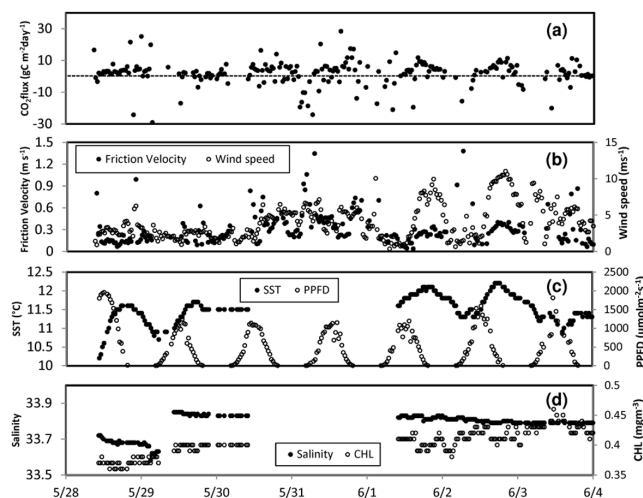 (a)
30
10
-10
-30
CO₂flux (gC m⁻²day⁻¹)
(b)
1.5
1.2
0.9
0.6
0.3
0
Friction Velocity (m s⁻¹)
Friction Velocity Wind speed
15
10
5
0
Wind speed (ms⁻¹)
(c)
12.5
12
11.5
11
10.5
10
SST (°C)
SST PPFD
2500
2000
1500
1000
500
0
PPFD (μmolm⁻²s⁻¹)
(d)
33.9
33.7
33.5
Salinity
Salinity CHL
0.5
0.45
0.4
0.35
CHL (mgm⁻³)
5/28 5/29 5/30 5/31 6/1 6/2 6/3 6/4